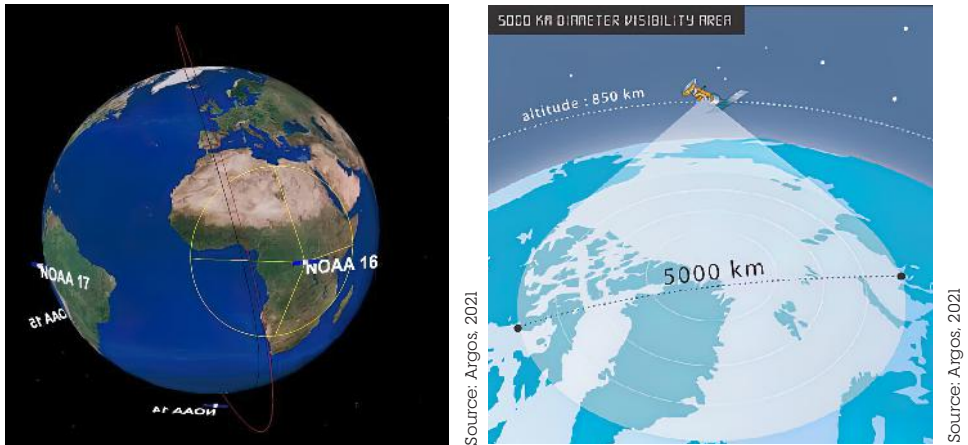 NOAA 17
NOAA 16
NOAA 15
NOAA 14
Source: Argos, 2021
5000 KM DIAMETER VISIBILITY AREA
altitude : 850 km
5000 km
Source: Argos, 2021